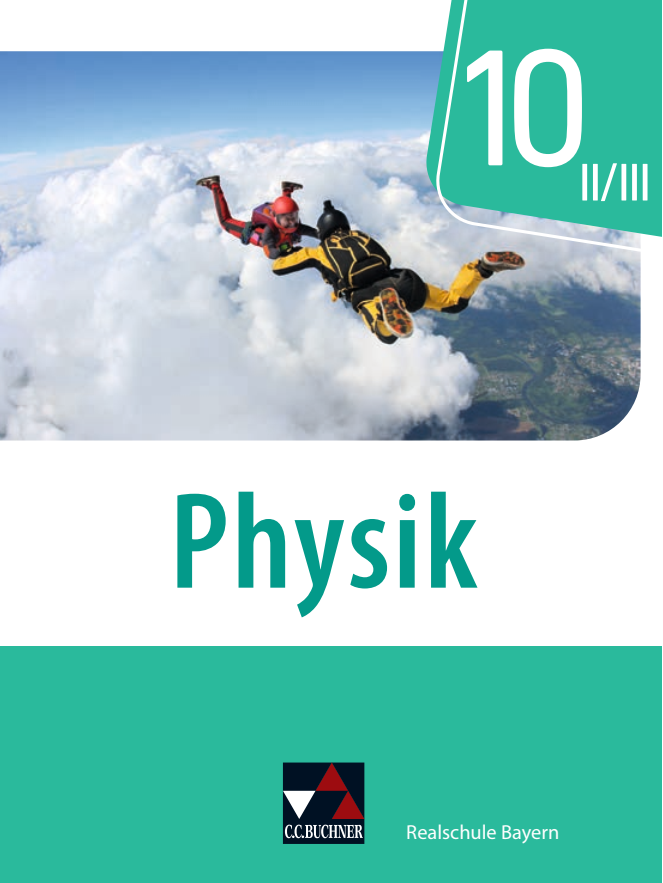 10
II/III
Physik
C.C.BUCHNER
Realschule Bayern